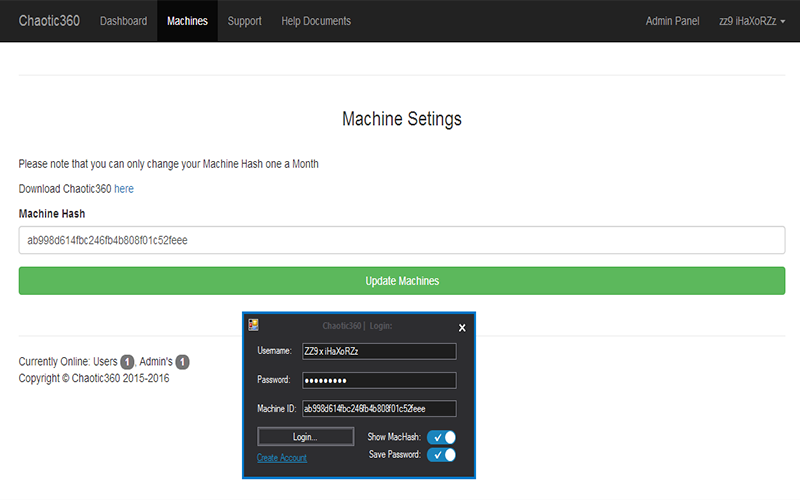 Chaotic360 Dashboard Machines Support Help Documents Admin Panel zz9 iHaXoRZz
Machine Setings
Please note that you can only change your Machine Hash one a Month
Download Chaotic360 here
Machine Hash
ab998d614fbc246fb4b808f01c52feee
Update Machines
Currently Online: Users 1, Admin's 1
Copyright © Chaotic360 2015-2016
Chaotic360 | Login: x
Username: ZZ9 x iHaXoRZz
Password: •••••••••
Machine ID: ab998d614fbc246fb4b808f01c52feee
Login... Show MacHash:
Create Account Save Password: